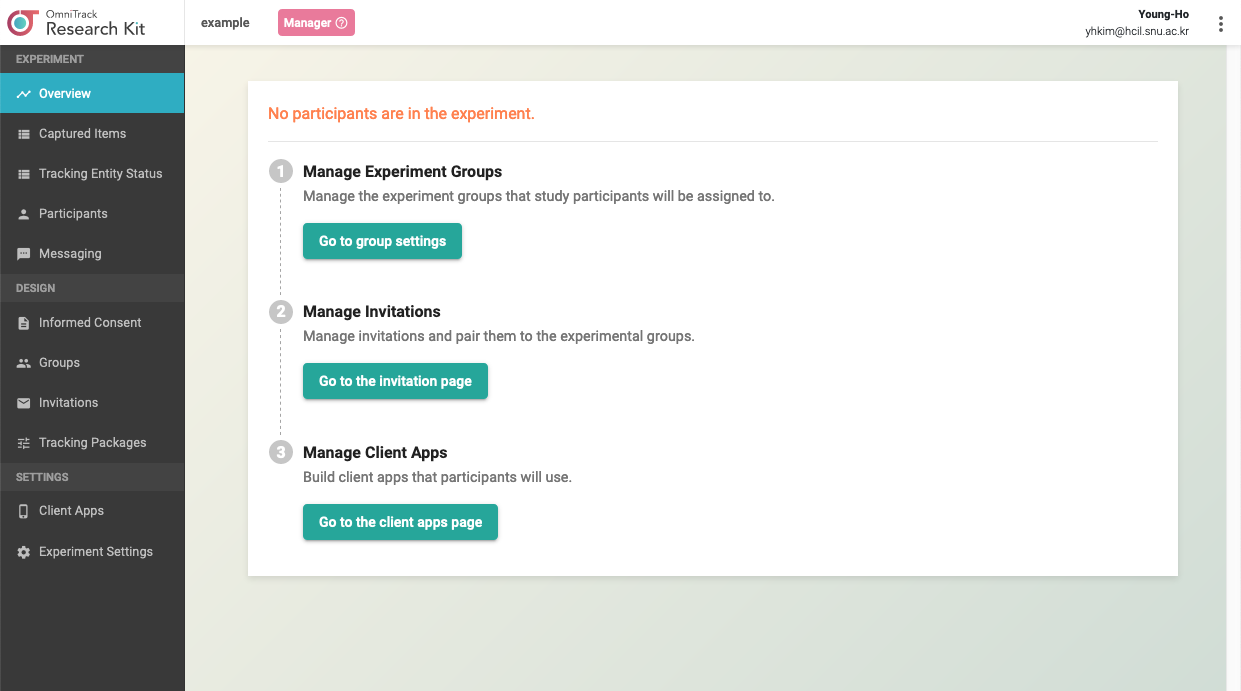 OmniTrack
Research Kit
example
Manager
Young-Ho
yhkim@hcil.snu.ac.kr
EXPERIMENT
Overview
Captured Items
Tracking Entity Status
Participants
Messaging
DESIGN
Informed Consent
Groups
Invitations
Tracking Packages
SETTINGS
Client Apps
Experiment Settings
No participants are in the experiment.
1 Manage Experiment Groups
Manage the experiment groups that study participants will be assigned to.
Go to group settings
2 Manage Invitations
Manage invitations and pair them to the experimental groups.
Go to the invitation page
3 Manage Client Apps
Build client apps that participants will use.
Go to the client apps page